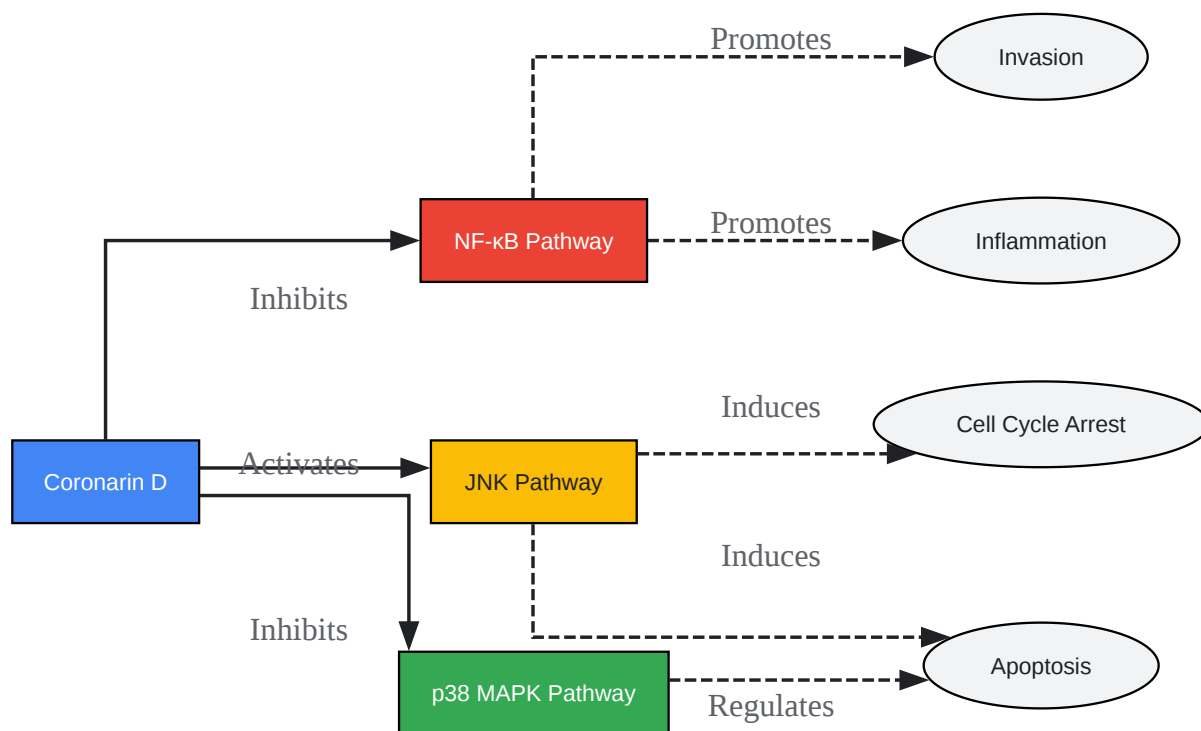 Promotes
Invasion
NF-κB Pathway
Promotes
Inflammation
Inhibits
Induces
Cell Cycle Arrest
Coronarin D
Activates
JNK Pathway
Induces
Inhibits
Apoptosis
p38 MAPK Pathway
Regulates